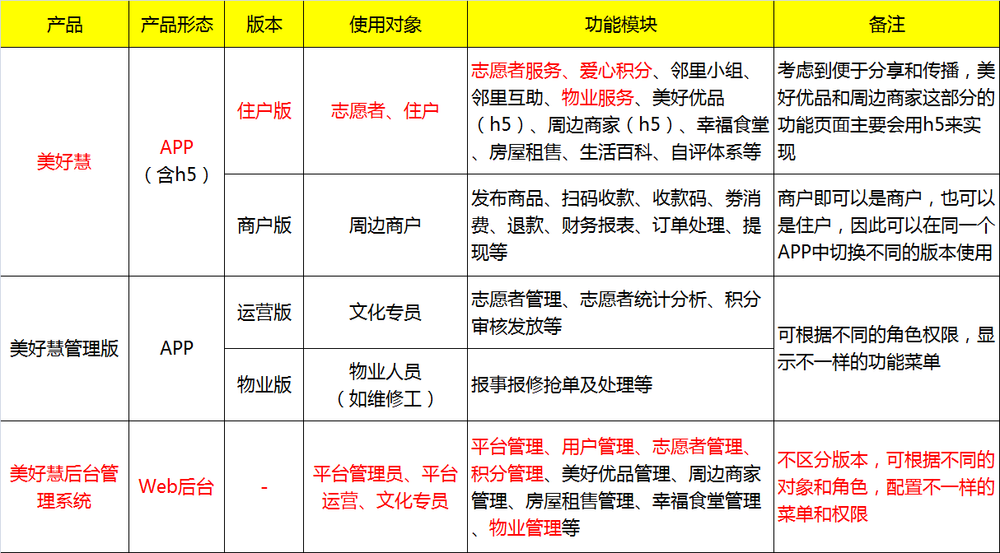 产品 产品形态 版本 使用对象 功能模块 备注
美好慧
APP
（含h5）
住户版
志愿者、住户
志愿者服务、爱心积分、邻里小组、
邻里互助、物业服务、美好优品
（h5）、周边商家（h5）、幸福食堂
、房屋租售、生活百科、自评体系等
考虑到便于分享和传播，美
好优品和周边商家这部分的
功能页面主要会用h5来实
现
商户版
周边商户
发布商品、扫码收款、收款码、劵消
费、退款、财务报表、订单处理、提
现等
商户即可以是商户，也可以
是住户，因此可以在同一个
APP中切换不同的版本使用
美好慧管理版
APP
运营版
文化专员
志愿者管理、志愿者统计分析、积分
审核发放等
可根据不同的角色权限，显
示不一样的功能菜单
物业版
物业人员
（如维修工）
报事报修抢单及处理等
美好慧后台管
理系统
Web后台
-
平台管理员、平台
运营、文化专员
平台管理、用户管理、志愿者管理、
积分管理、美好优品管理、周边商家
管理、房屋租售管理、幸福食堂管理
、物业管理等
不区分版本，可根据不同的
对象和角色，配置不一样的
菜单和权限